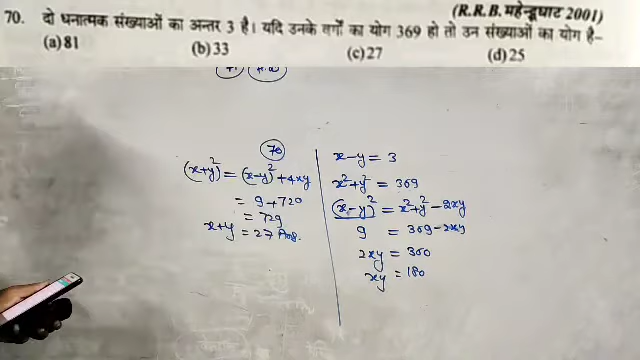 (R.R.B. महेन्द्रूघाट 2001)
70. दो धनात्मक संख्याओं का अन्तर 3 है। यदि उनके वर्गों का योग 369 हो तो उन संख्याओं का योग है–
(a) 81 (b) 33 (c) 27 (d) 25
70
(x+y)² = (x-y)² + 4xy
= 9 + 720
= 729
x+y = 27 Ans.
x - y = 3
x² + y² = 369
(x-y)² = x² + y² - 2xy
9 = 369 - 2xy
2xy = 360
xy = 180